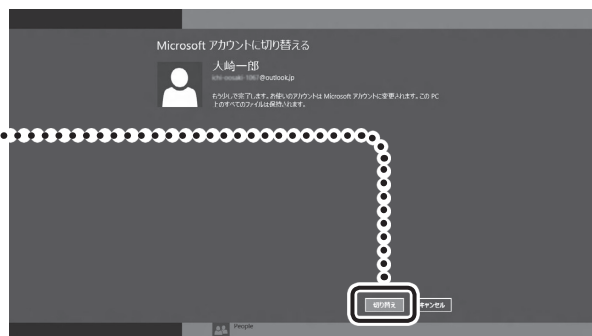 Microsoft アカウントに切り替える
大崎一郎
@outlook.jp
もう少しで完了します。お使いのアカウントは Microsoft アカウントに変更されます。この PC
上のすべてのファイルは保持されます。
切り替え
キャンセル
People